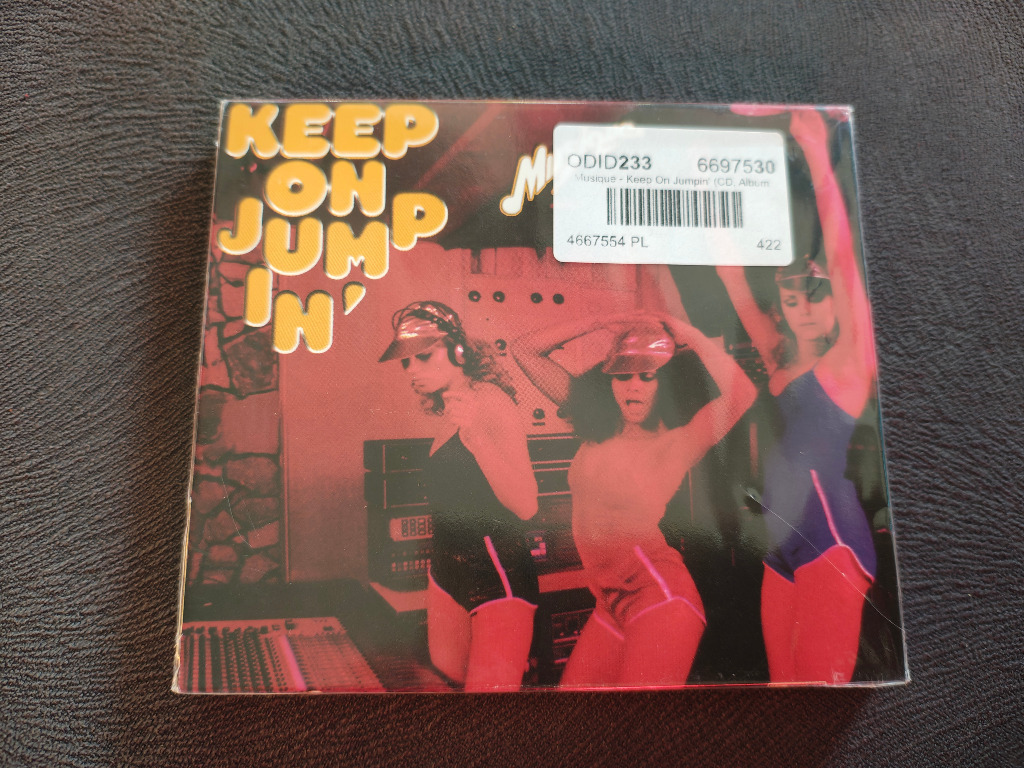 KEEP
ON
JUMP
IN'
ODID233 6697530
Musique - Keep On Jumpin' (CD, Album
4667554 PL 422